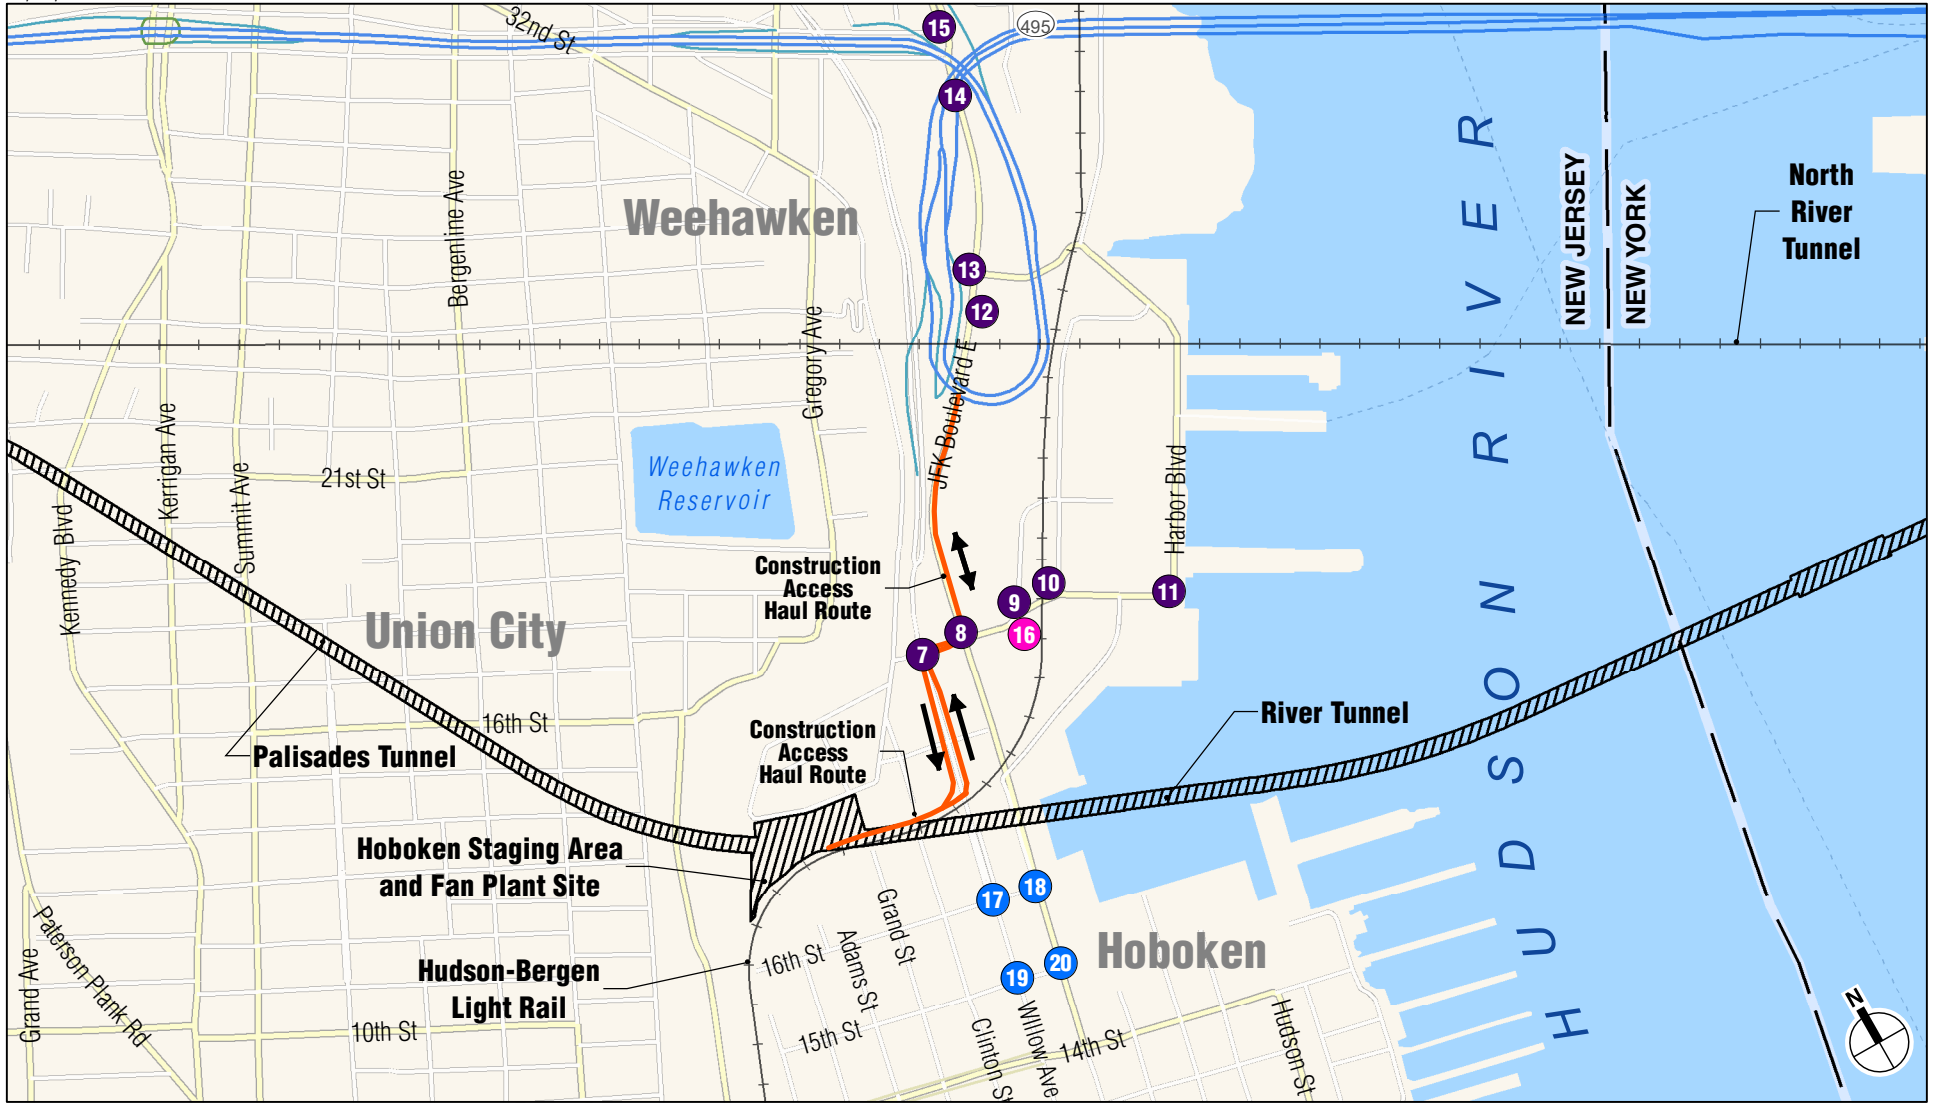 32nd St
15
495
14
Bergenline Ave
Weehawken
13
12
NEW JERSEY
NEW YORK
North
River
Tunnel
Gregory Ave
JFK Boulevard E
Kerrigan Ave
Summit Ave
21st St
Weehawken
Reservoir
Harbor Blvd
Kennedy Blvd
Construction
Access
Haul Route
Union City
10
9
11
8
16
7
16th St
Palisades Tunnel
Construction
Access
Haul Route
River Tunnel
HUDSON RIVER
Hoboken Staging Area
and Fan Plant Site
17
18
Grand St
Adams St
16th St
Hoboken
19
20
Hudson-Bergen
Light Rail
Grand Ave
Paterson Plank Rd
10th St
15th St
Clinton St
Willow Ave
14th St
Hudson St
N